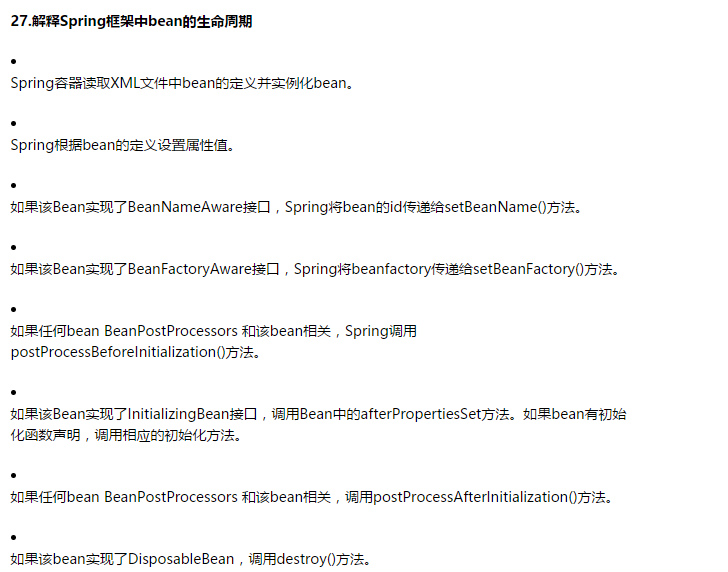 27.解释Spring框架中bean的生命周期
•
Spring容器读取XML文件中bean的定义并实例化bean。
•
Spring根据bean的定义设置属性值。
•
如果该Bean实现了BeanNameAware接口，Spring将bean的id传递给setBeanName()方法。
•
如果该Bean实现了BeanFactoryAware接口，Spring将beanfactory传递给setBeanFactory()方法。
•
如果任何bean BeanPostProcessors 和该bean相关，Spring调用
postProcessBeforeInitialization()方法。
•
如果该Bean实现了InitializingBean接口，调用Bean中的afterPropertiesSet方法。如果bean有初始
化函数声明，调用相应的初始化方法。
•
如果任何bean BeanPostProcessors 和该bean相关，调用postProcessAfterInitialization()方法。
•
如果该bean实现了DisposableBean，调用destroy()方法。